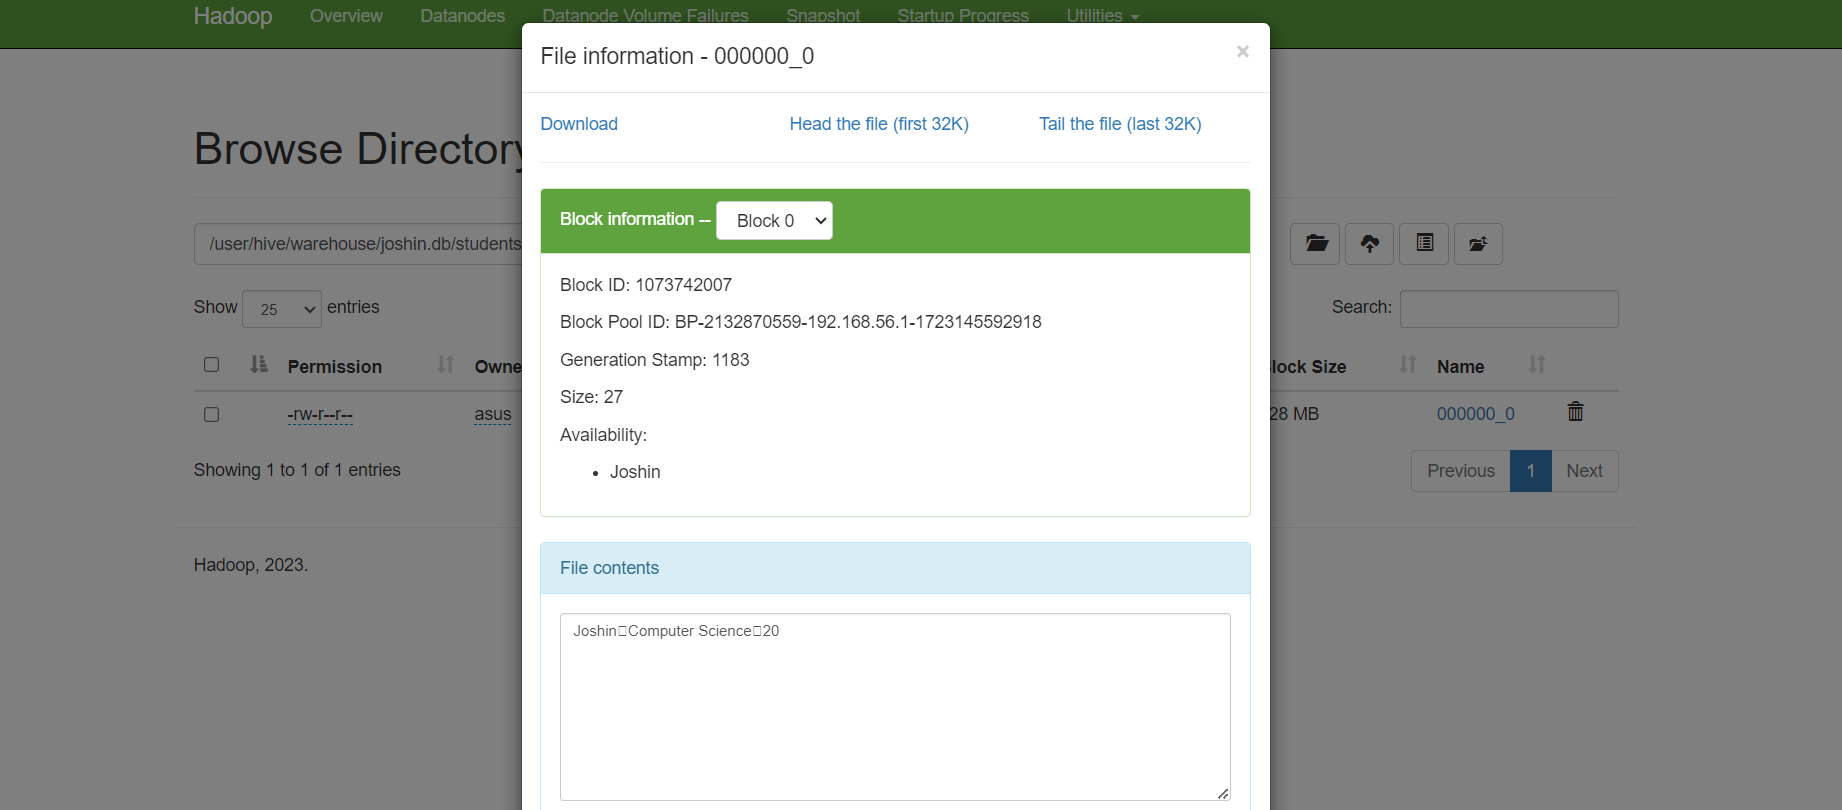 Hadoop Overview Datanodes Datanode Volume Failures Snapshot Startup Progress Utilities
File information - 000000_0 ×
Download Head the file (first 32K) Tail the file (last 32K)
Browse Directory
Block information -- Block 0
/user/hive/warehouse/joshin.db/students
Block ID: 1073742007
Show 25 entries Search:
Block Pool ID: BP-2132870559-192.168.56.1-1723145592918
Generation Stamp: 1183
Permission Owne lock Size Name
Size: 27
-rw-r--r-- asus 28 MB 000000_0
Availability:
Joshin
Showing 1 to 1 of 1 entries Previous 1 Next
Hadoop, 2023.
File contents
Joshin□Computer Science□20